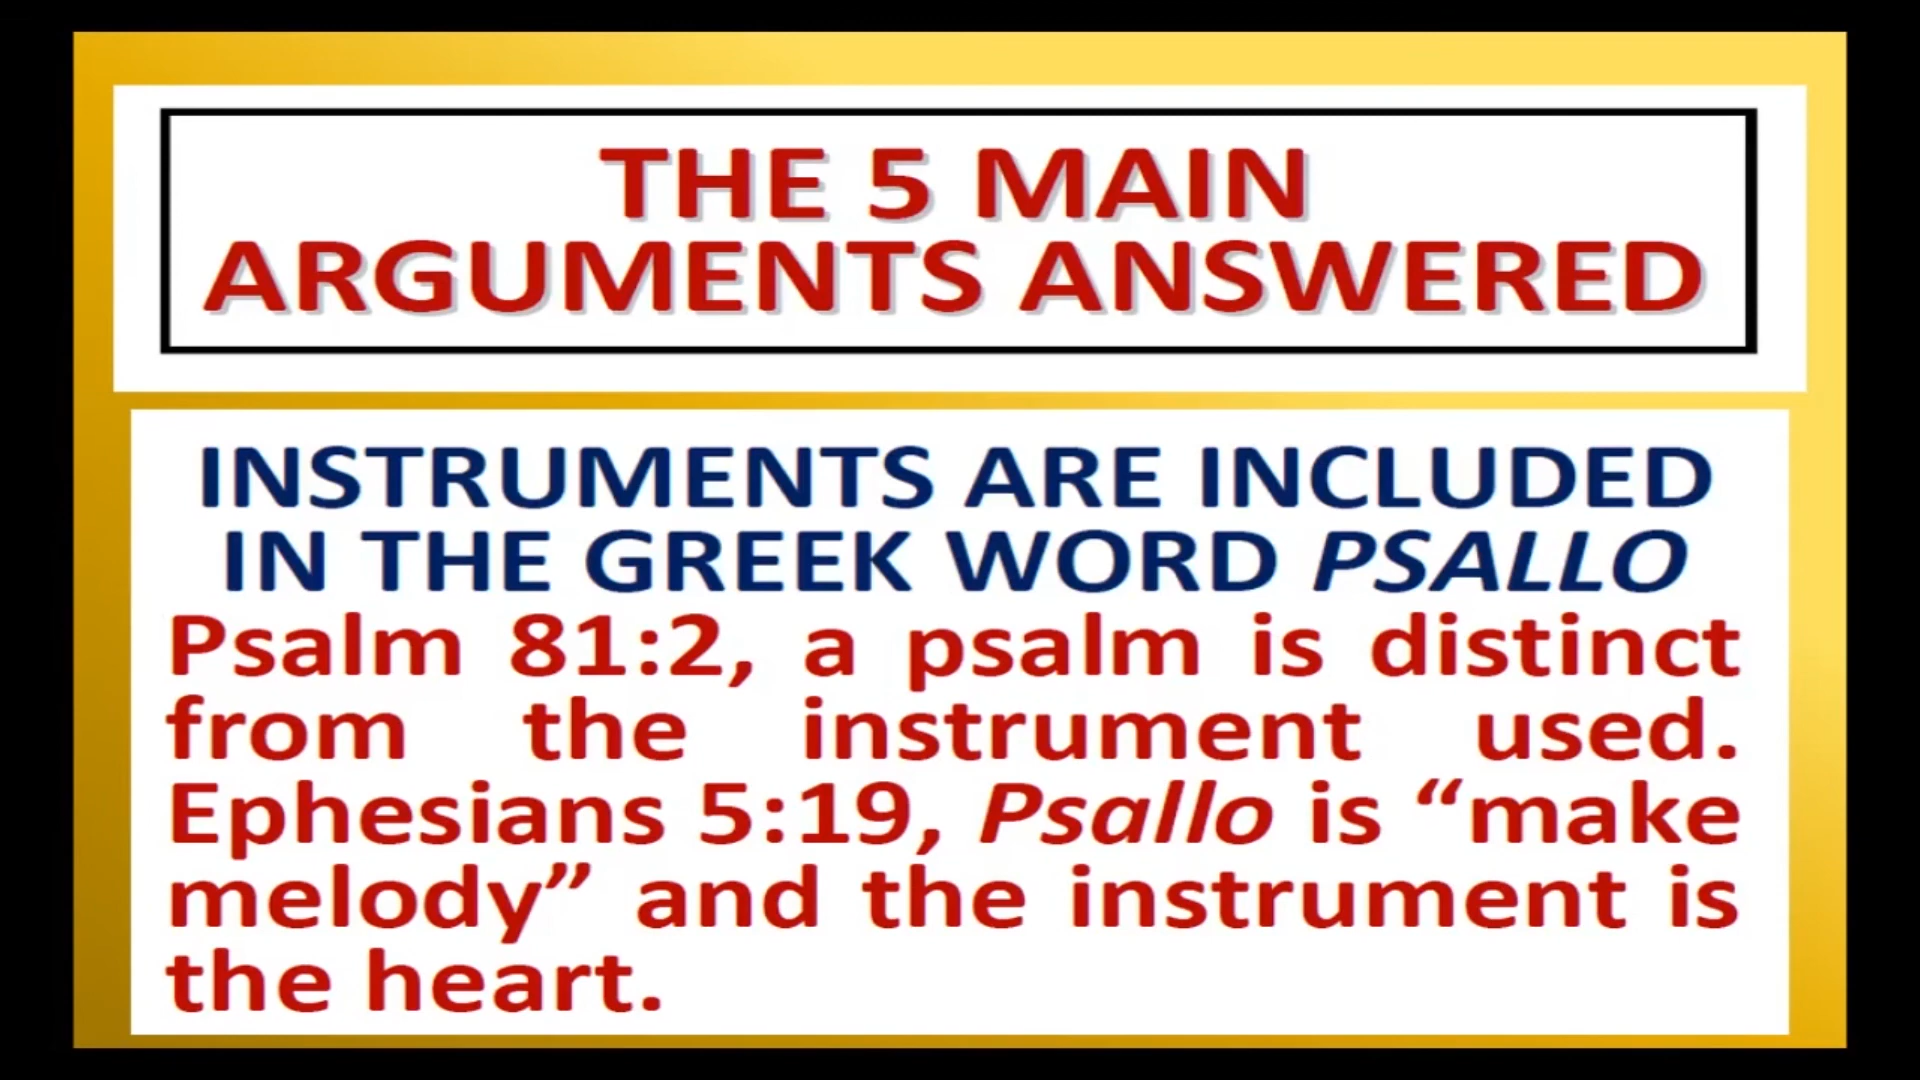 THE 5 MAIN
ARGUMENTS ANSWERED
INSTRUMENTS ARE INCLUDED
IN THE GREEK WORD PSALLO
Psalm 81:2, a psalm is distinct
from the instrument used.
Ephesians 5:19, Psallo is “make
melody” and the instrument is
the heart.